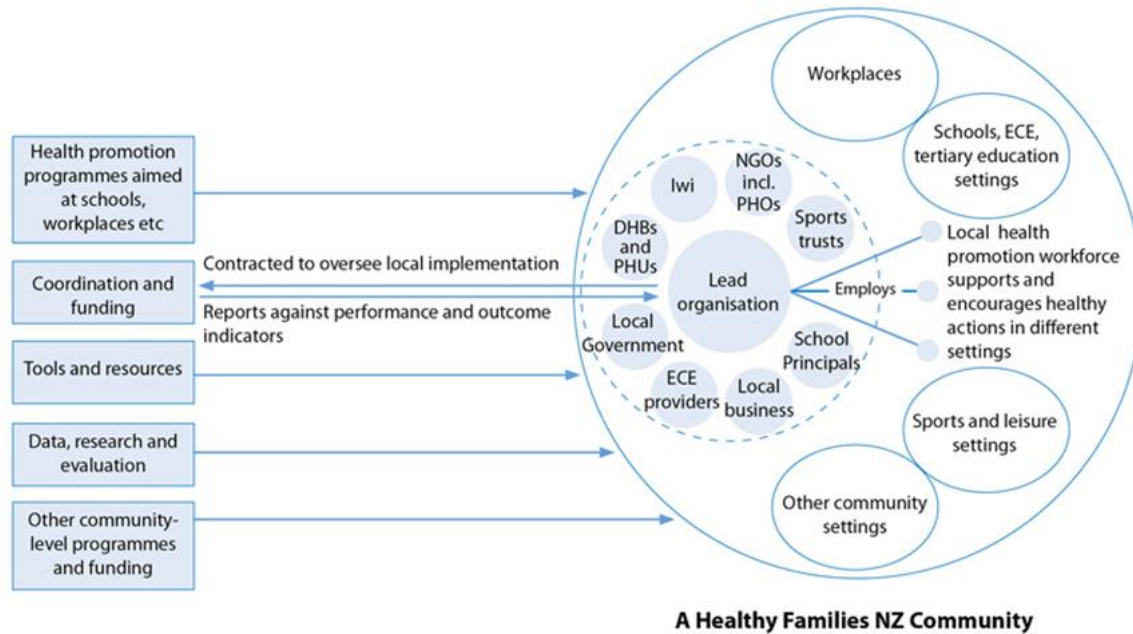 Health promotion
programmes aimed
at schools,
workplaces etc
Coordination and
funding
Tools and resources
Data, research and
evaluation
Other community-
level programmes
and funding
Contracted to oversee local implementation
Reports against performance and outcome
indicators
Iwi
NGOs
incl.
PHOs
Sports
trusts
DHBs
and
PHUs
Lead
organisation
Local
Government
ECE
providers
Local
business
School
Principals
Employs
Workplaces
Schools, ECE,
tertiary education
settings
Local health
promotion workforce
supports and
encourages healthy
actions in different
settings
Sports and leisure
settings
Other community
settings
A Healthy Families NZ Community